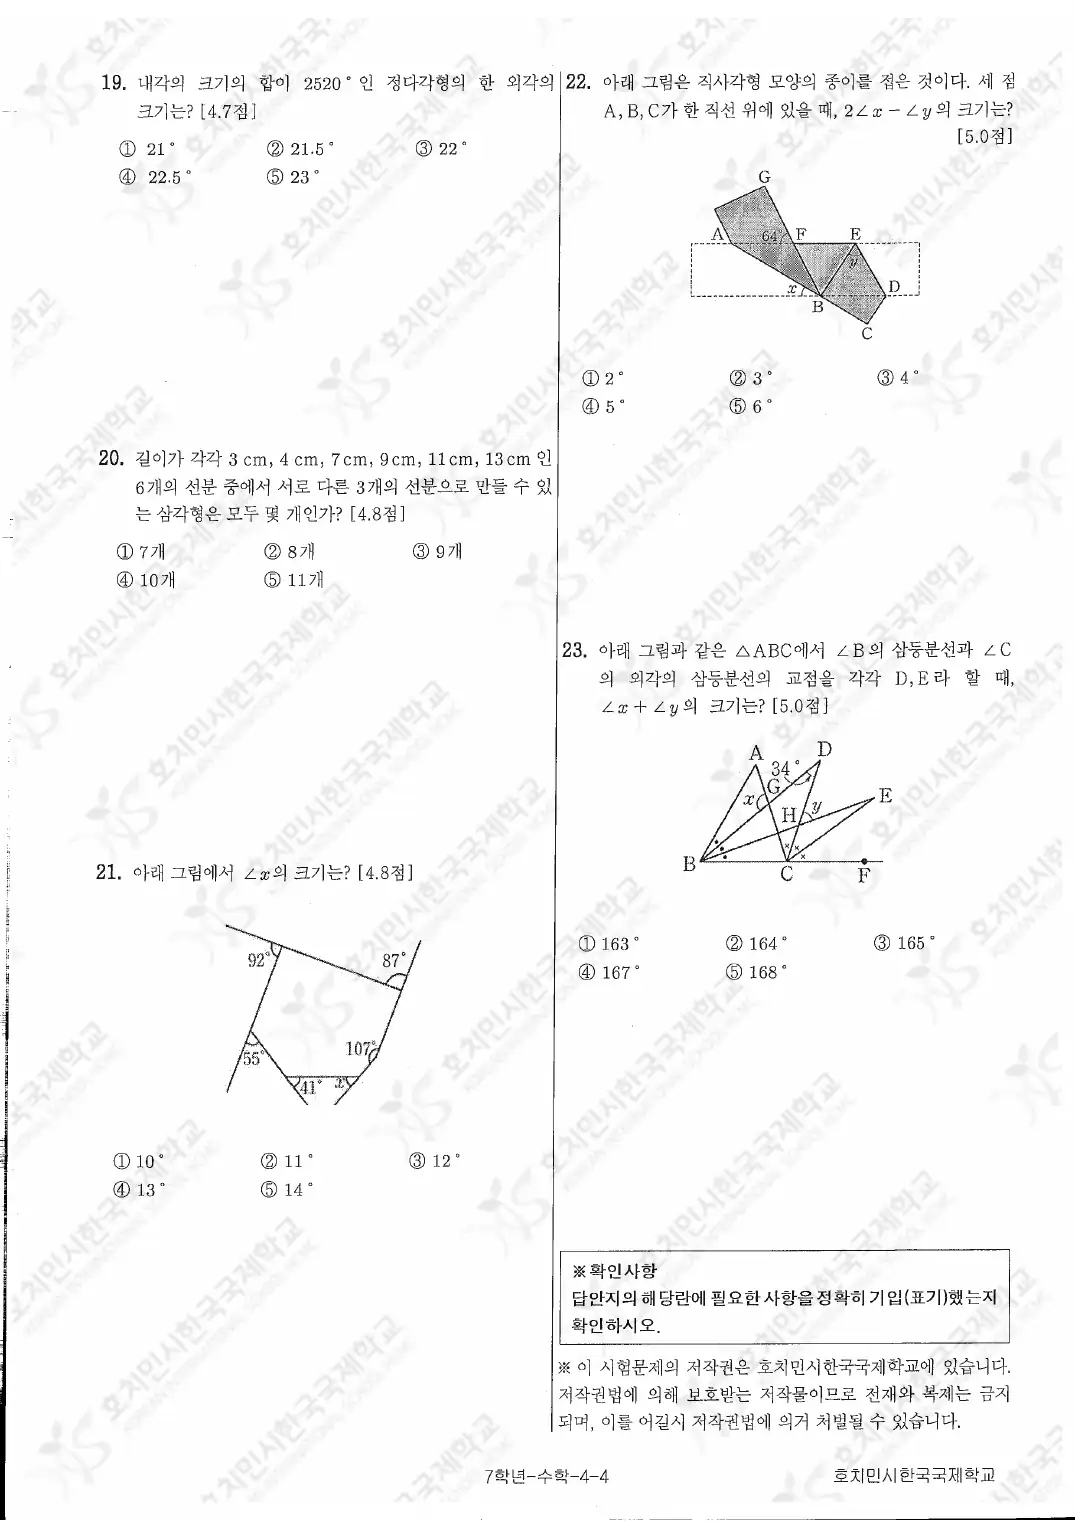 19. 내각의 크기의 합이 2520°인 정다각형의 한 외각의
크기는? [4.7점]
① 21° ② 21.5° ③ 22°
④ 22.5° ⑤ 23°
20. 길이가 각각 3 cm, 4 cm, 7cm, 9cm, 11cm, 13cm 인
6개의 선분 중에서 서로 다른 3개의 선분으로 만들 수 있
는 삼각형은 모두 몇 개인가? [4.8점]
① 7개 ② 8개 ③ 9개
④ 10개 ⑤ 11개
21. 아래 그림에서 ∠x의 크기는? [4.8점]
92° 87°
107°
55°
41° x
① 10° ② 11° ③ 12°
④ 13° ⑤ 14°
22. 아래 그림은 직사각형 모양의 종이를 접은 것이다. 세 점
A, B, C가 한 직선 위에 있을 때, 2∠x − ∠y의 크기는?
[5.0점]
G
A 64° F E
y
x D
B
C
① 2° ② 3° ③ 4°
④ 5° ⑤ 6°
23. 아래 그림과 같은 △ABC에서 ∠B의 삼등분선과 ∠C
의 외각의 삼등분선의 교점을 각각 D, E라 할 때,
∠x + ∠y의 크기는? [5.0점]
A D
34°
G
x E
H y
B C F
① 163° ② 164° ③ 165°
④ 167° ⑤ 168°
※확인사항
답안지의 해당란에 필요한 사항을 정확히 기입(표기)했는지
확인하시오.
※ 이 시험문제의 저작권은 호치민시한국국제학교에 있습니다.
저작권법에 의해 보호받는 저작물이므로 전재와 복제는 금지
되며, 이를 어길시 저작권법에 의거 처벌될 수 있습니다.
7학년-수학-4-4
호치민시한국국제학교